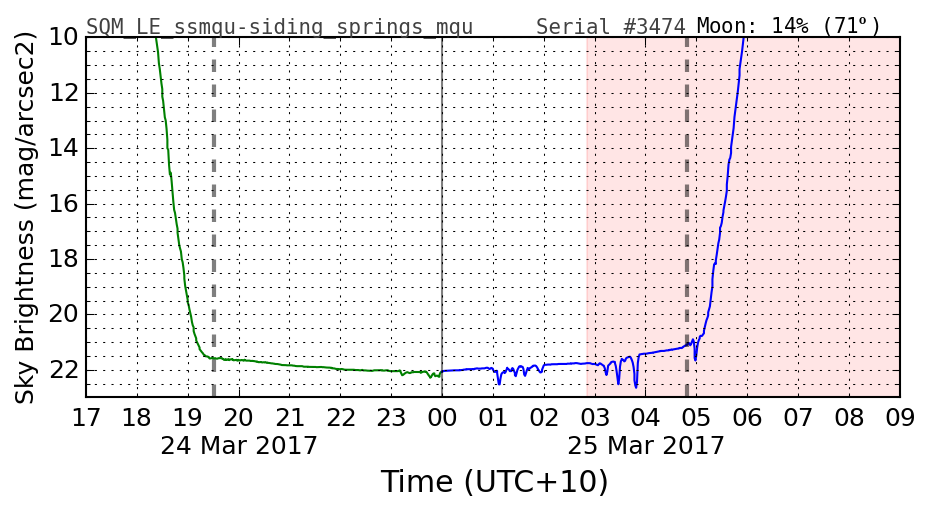 SQM_LE_ssmqu-siding_springs_mqu Serial #3474 Moon: 14% (71°)
Sky Brightness (mag/arcsec2)
10
12
14
16
18
20
22
17 18 19 20 21 22 23 00 01 02 03 04 05 06 07 08 09
24 Mar 2017 25 Mar 2017
Time (UTC+10)